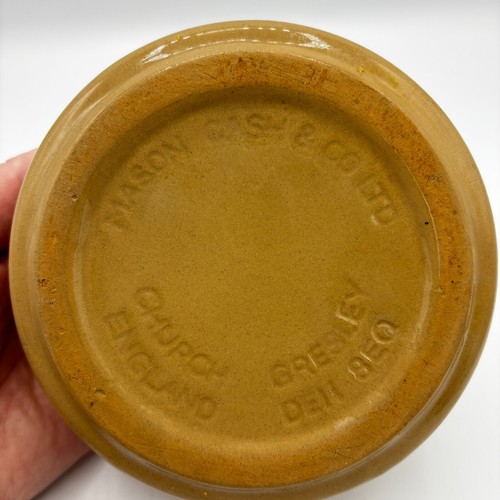 MASON CASH & CO LTD
CHURCH GRESLEY
ENGLAND DE11 8EQ